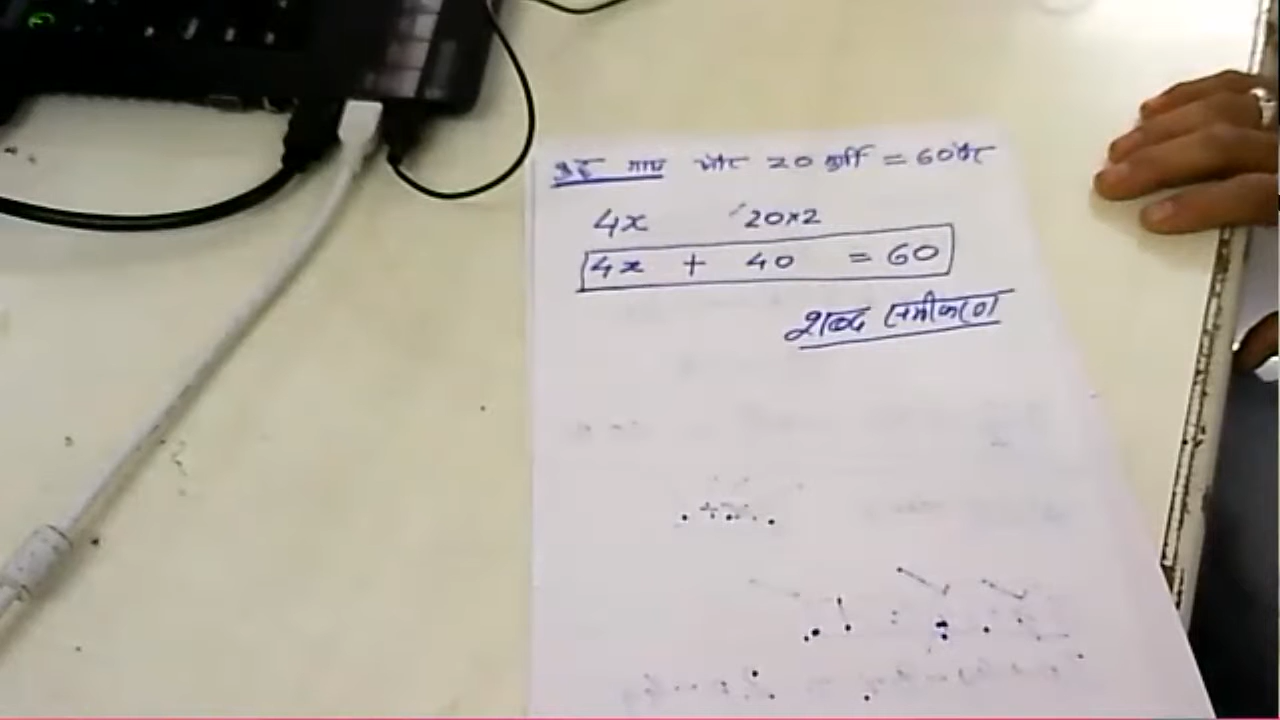 कुछ गाय और 20 मुर्गी = 60 पैर
4x 20×2
4x + 40 = 60
शब्द समीकरण